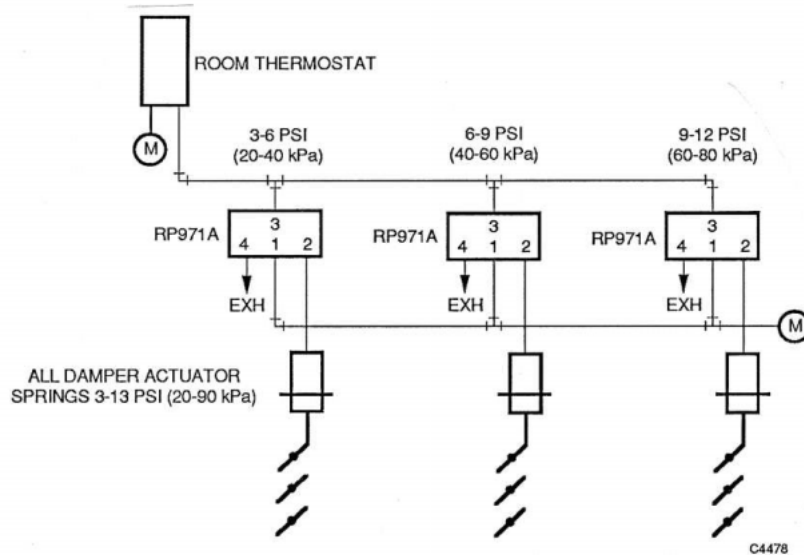 ROOM THERMOSTAT
M
3-6 PSI
(20-40 kPa)
6-9 PSI
(40-60 kPa)
9-12 PSI
(60-80 kPa)
RP971A
3
4 1 2
RP971A
3
4 1 2
RP971A
3
4 1 2
EXH
EXH
EXH
M
ALL DAMPER ACTUATOR
SPRINGS 3-13 PSI (20-90 kPa)
C4478